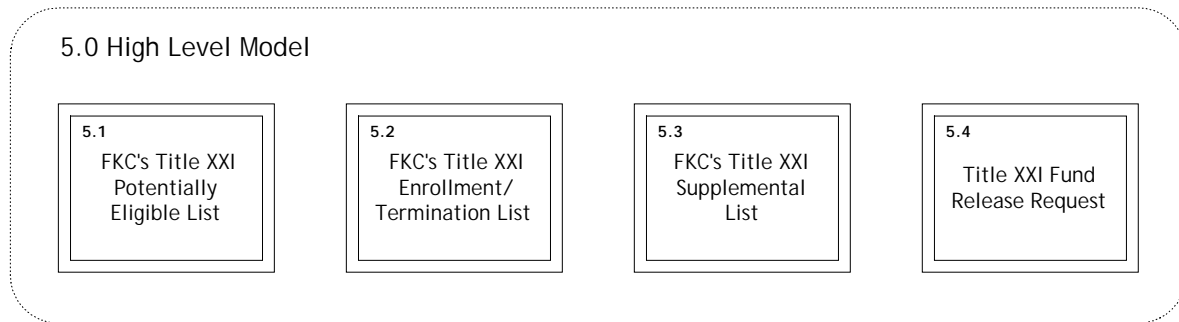 5.0 High Level Model
5.1
FKC's Title XXI
Potentially
Eligible List
5.2
FKC's Title XXI
Enrollment/
Termination List
5.3
FKC's Title XXI
Supplemental
List
5.4
Title XXI Fund
Release Request